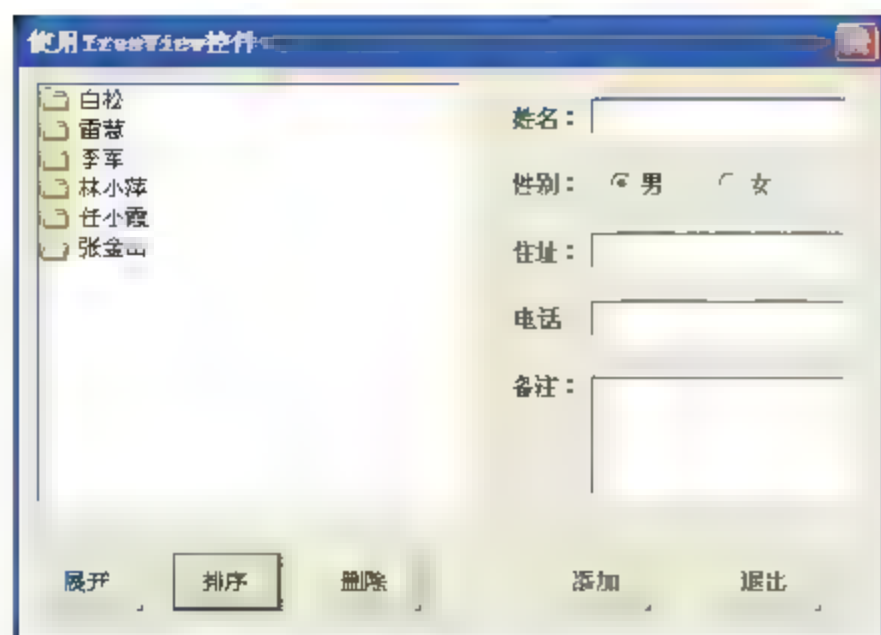 使用TreeView控件
白松
雷慧
李军
林小萍
任小霞
张金山
姓名：
性别： 男 女
住址：
电话
备注：
展开 排序 删除 添加 退出